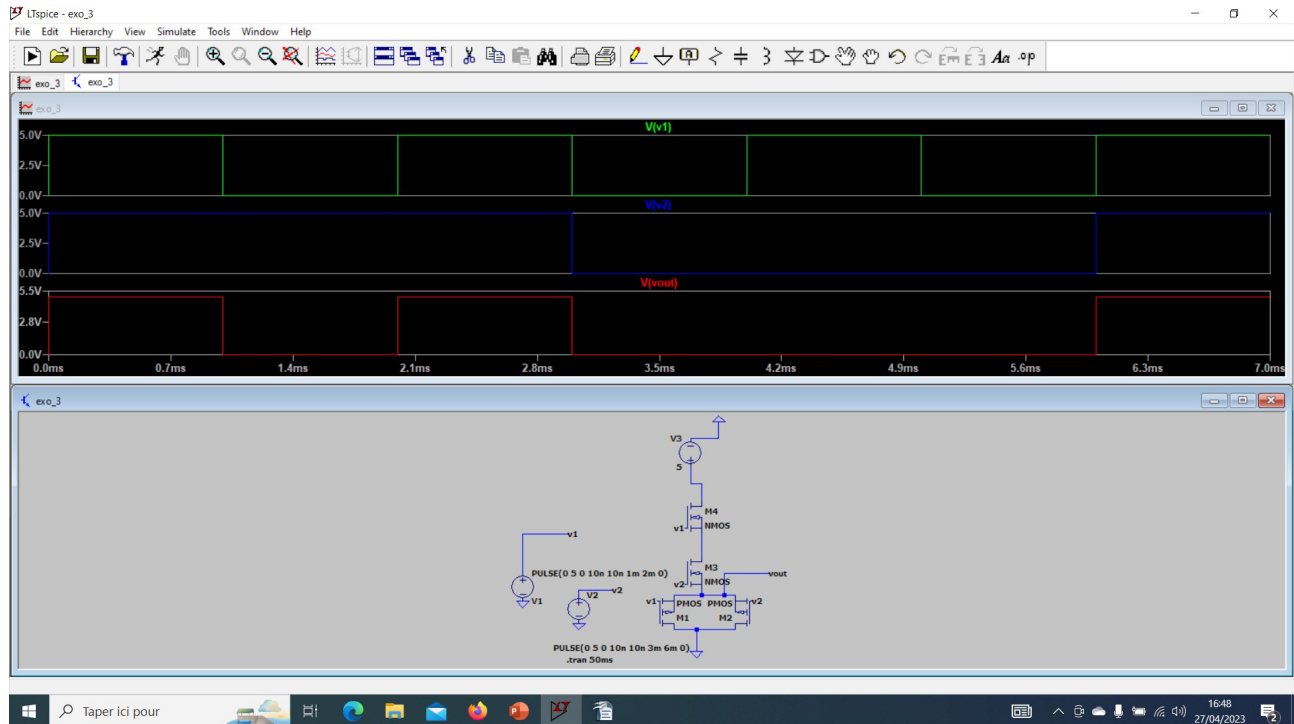 LTspice - exo_3
File Edit Hierarchy View Simulate Tools Window Help
Aa .op
exo_3 exo_3
exo_3
V(v1)
5.0V
2.5V
0.0V
V(v2)
5.0V
2.5V
0.0V
V(vout)
5.5V
2.8V
0.0V
0.0ms 0.7ms 1.4ms 2.1ms 2.8ms 3.5ms 4.2ms 4.9ms 5.6ms 6.3ms 7.0ms
exo_3
V3
5
M4
v1 NMOS
v1
M3
PULSE(0 5 0 10n 10n 1m 2m 0) vout
v2 NMOS
V2 v2
V1 v1 PMOS PMOS v2
M1 M2
PULSE(0 5 0 10n 10n 3m 6m 0)
.tran 50ms
Taper ici pour
16:48
27/04/2023
2